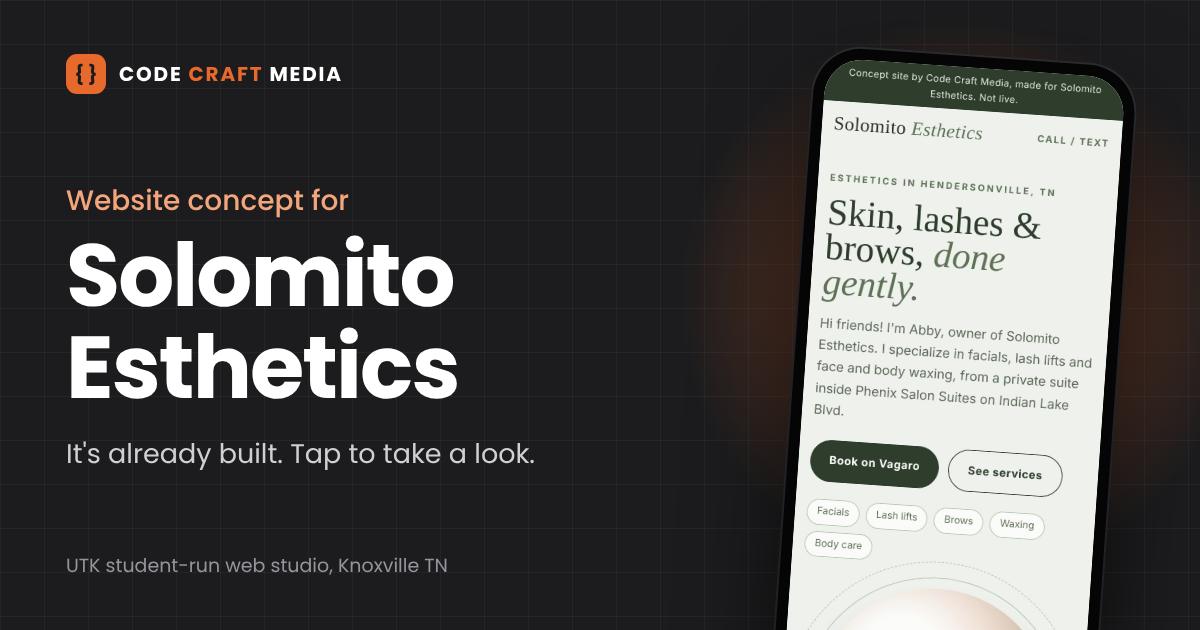 { }
CODE CRAFT MEDIA
Website concept for
Solomito
Esthetics
It's already built. Tap to take a look.
UTK student-run web studio, Knoxville TN
Concept site by Code Craft Media, made for Solomito
Esthetics. Not live.
Solomito Esthetics
CALL / TEXT
ESTHETICS IN HENDERSONVILLE, TN
Skin, lashes &
brows, done
gently.
Hi friends! I'm Abby, owner of Solomito
Esthetics. I specialize in facials, lash lifts and
face and body waxing, from a private suite
inside Phenix Salon Suites on Indian Lake
Blvd.
Book on Vagaro
See services
Facials
Lash lifts
Brows
Waxing
Body care